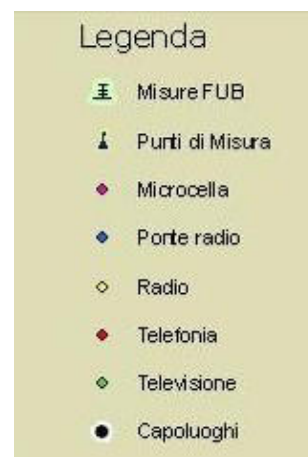 Legenda
Misure FUB
Punti di Misura
Microcella
Ponte radio
Radio
Telefonia
Televisione
Capoluoghi